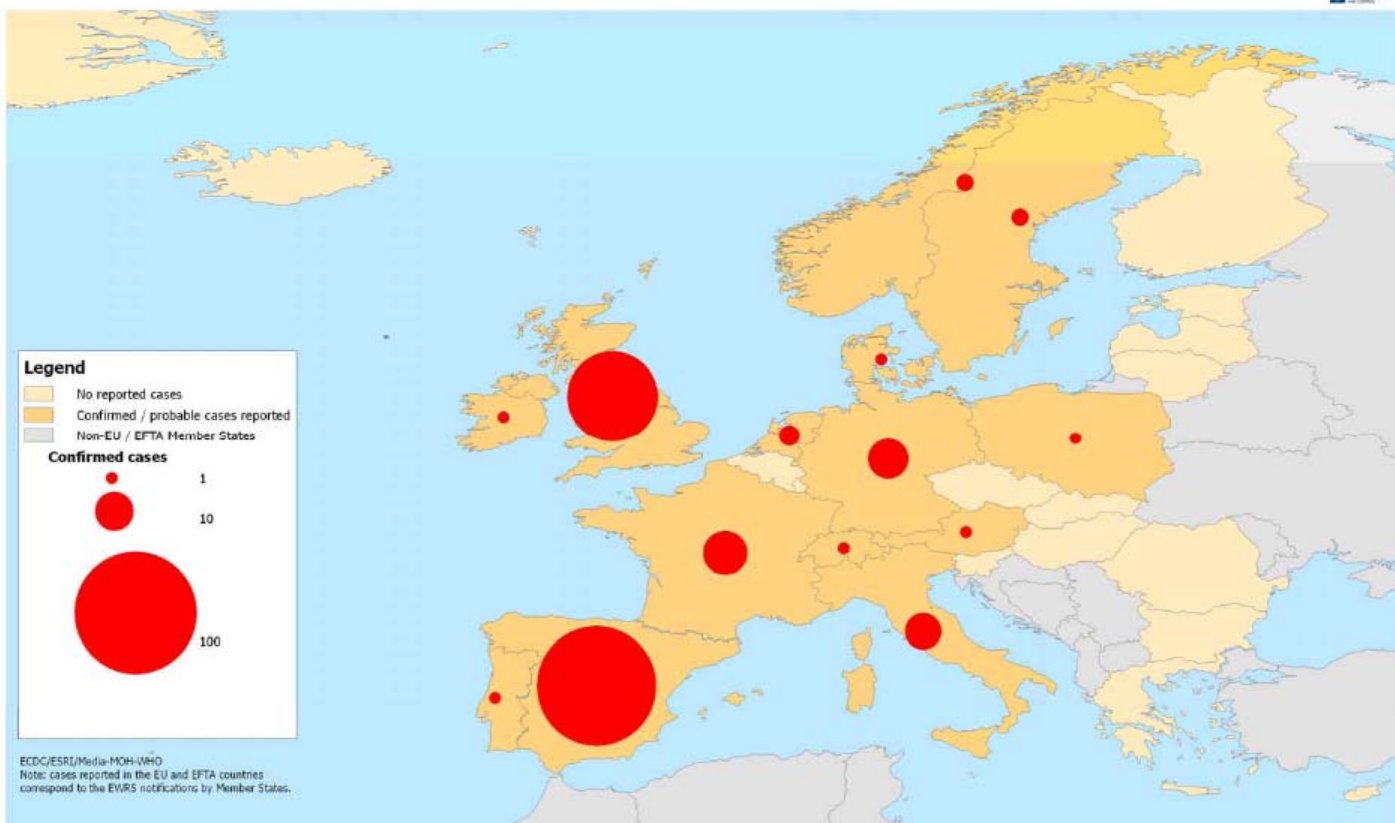 Legend
No reported cases
Confirmed / probable cases reported
Non-EU / EFTA Member States
Confirmed cases
1
10
100
ECDC/ESRI/Media-MOH-WHO
Note: cases reported in the EU and EFTA countries
correspond to the EWRS notifications by Member States.